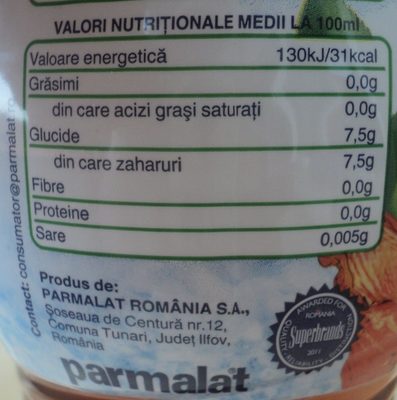 VALORI NUTRIȚIONALE MEDII LA 100ml
Valoare energetică 130kJ/31kcal
Grăsimi 0,0g
din care acizi grași saturați 0,0g
Glucide 7,5g
din care zaharuri 7,5g
Fibre 0,0g
Proteine 0,0g
Sare 0,005g
Contact: consumator@parmalat.ro
Produs de:
PARMALAT ROMÂNIA S.A.,
Șoseaua de Centură nr.12,
Comuna Tunari, Județ Ilfov,
România
parmalat
AWARDED FOR
ROMANIA
Superbrands
2011
QUALITY RELIABILITY